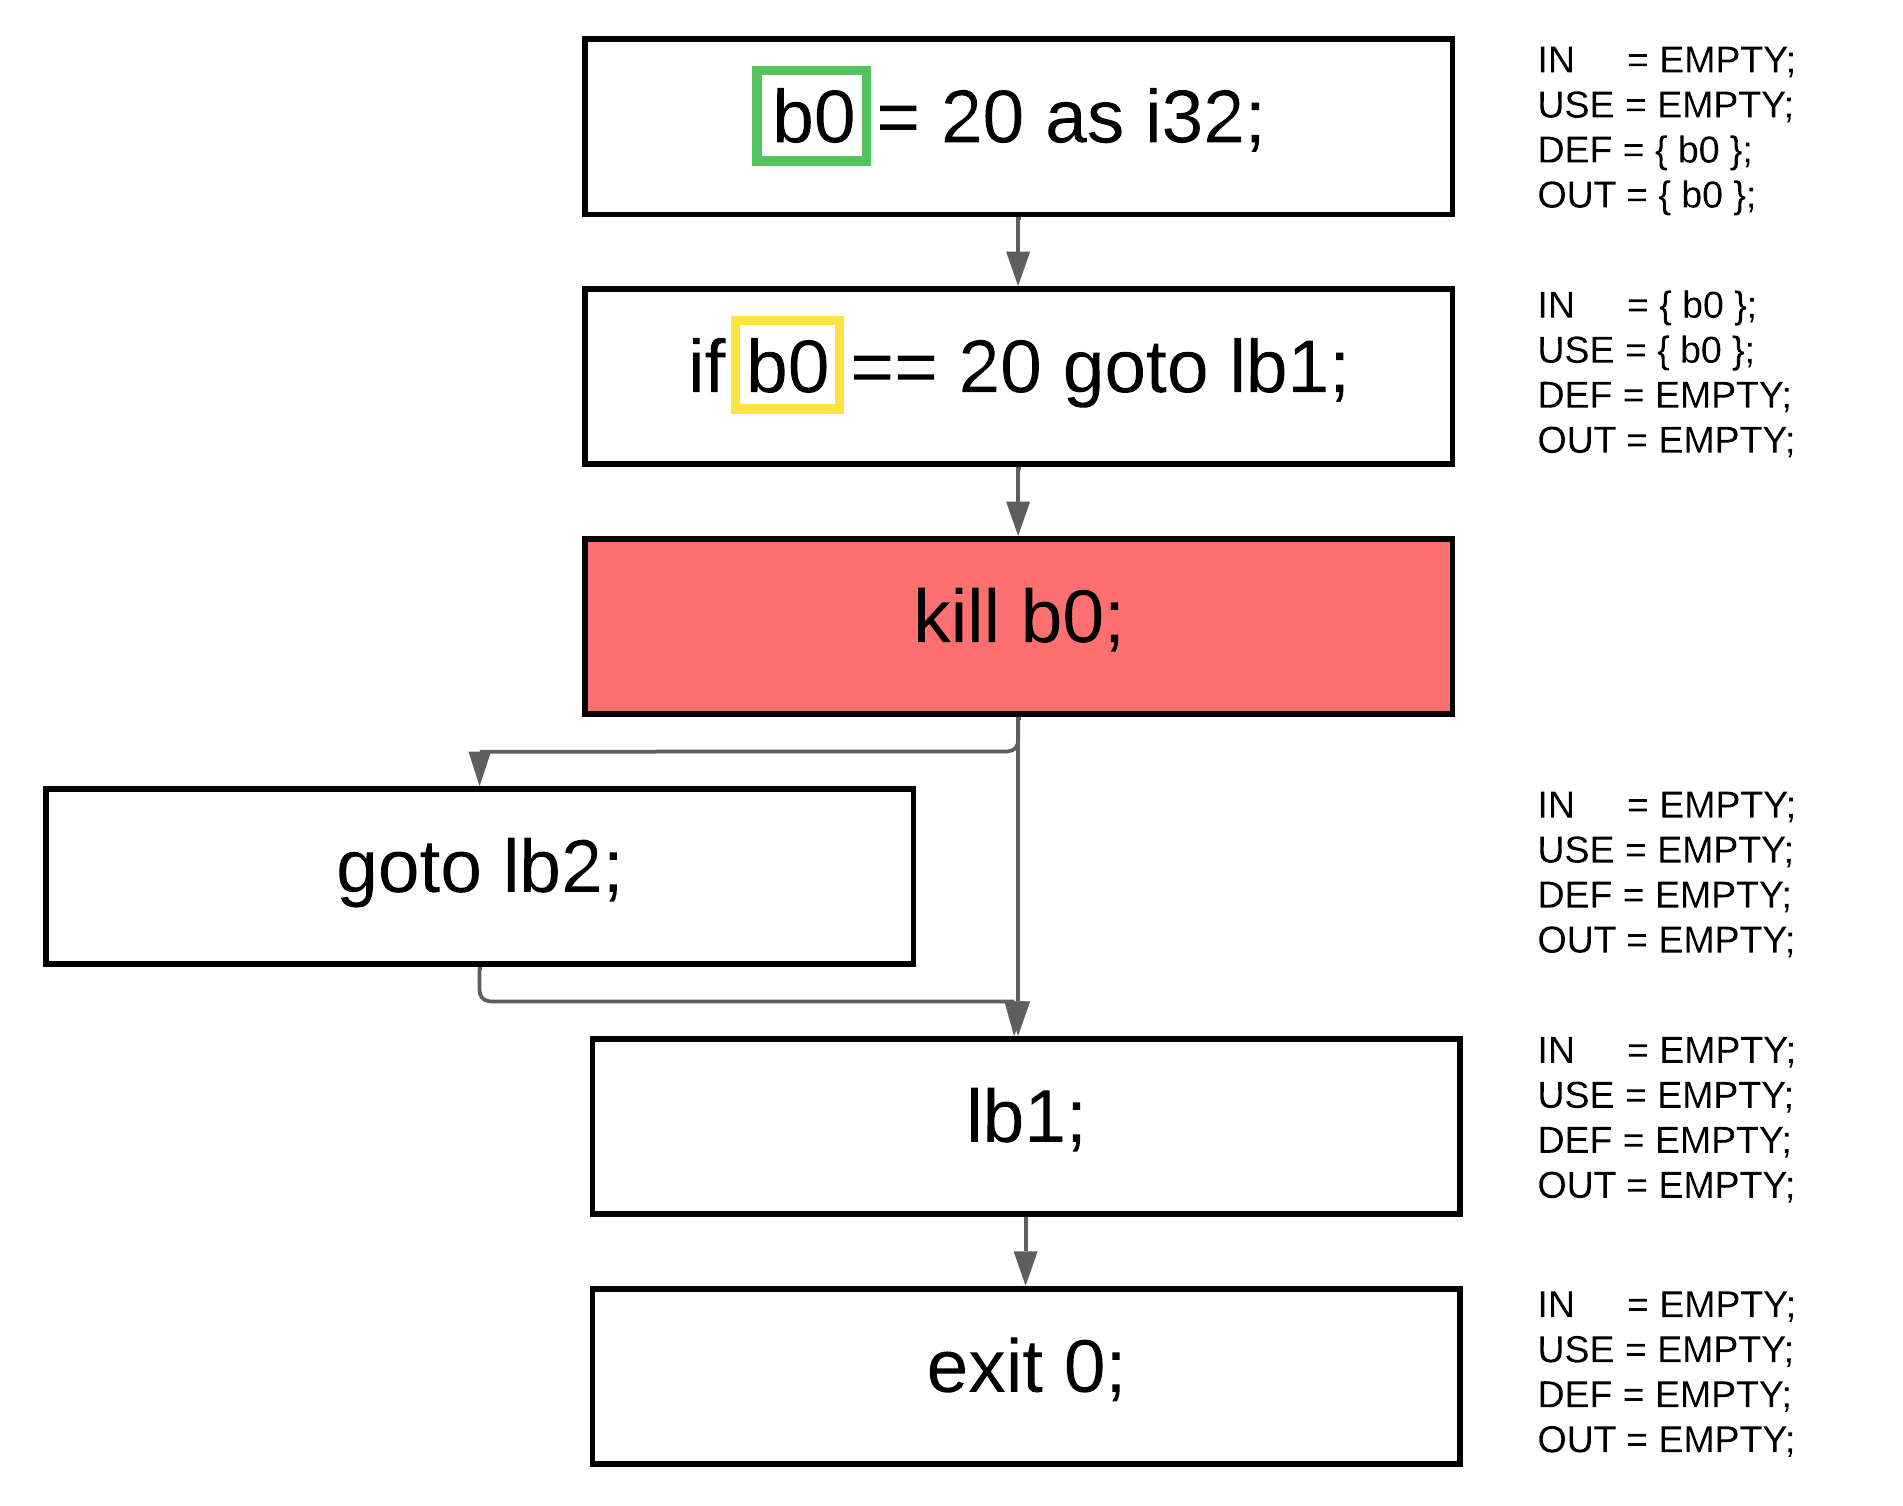 b0 = 20 as i32;
IN = EMPTY;
USE = EMPTY;
DEF = { b0 };
OUT = { b0 };
if b0 == 20 goto lb1;
IN = { b0 };
USE = { b0 };
DEF = EMPTY;
OUT = EMPTY;
kill b0;
goto lb2;
IN = EMPTY;
USE = EMPTY;
DEF = EMPTY;
OUT = EMPTY;
lb1;
IN = EMPTY;
USE = EMPTY;
DEF = EMPTY;
OUT = EMPTY;
exit 0;
IN = EMPTY;
USE = EMPTY;
DEF = EMPTY;
OUT = EMPTY;